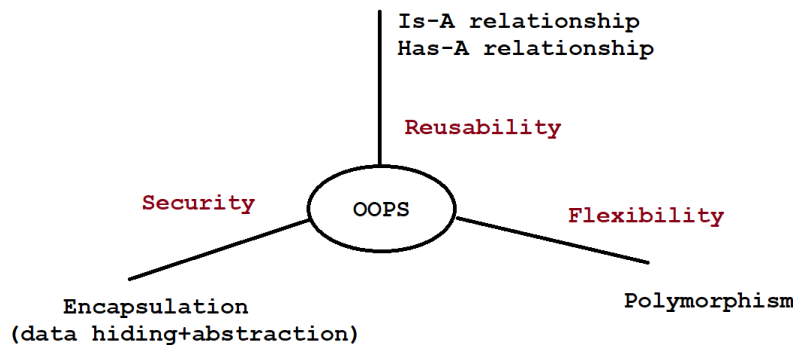 Is-A relationship
Has-A relationship
Reusability
Security
OOPS
Flexibility
Encapsulation
(data hiding+abstraction)
Polymorphism